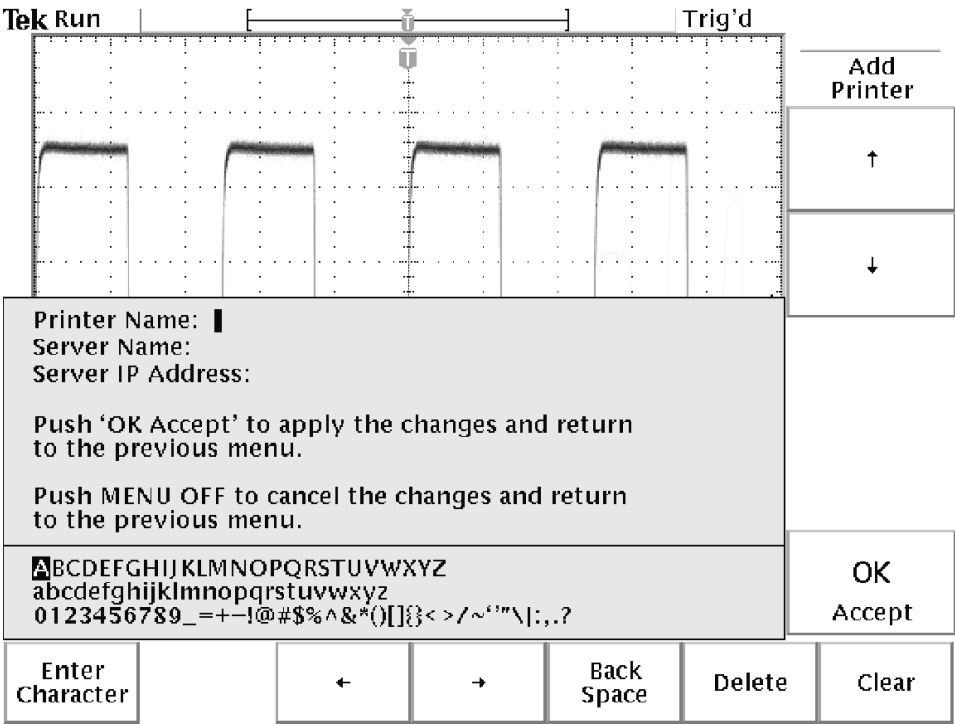 Tek Run
Trig'd
T
T
Add
Printer
↑
↓
Printer Name:
Server Name:
Server IP Address:
Push ‘OK Accept’ to apply the changes and return
to the previous menu.
Push MENU OFF to cancel the changes and return
to the previous menu.
ABCDEFGHIJKLMNOPQRSTUVWXYZ
abcdefghijklmnopqrstuvwxyz
0123456789_=+−!@#$%^&*()[]{}<>/~‘’"\|:,.?
OK
Accept
Enter
Character
←
→
Back
Space
Delete
Clear